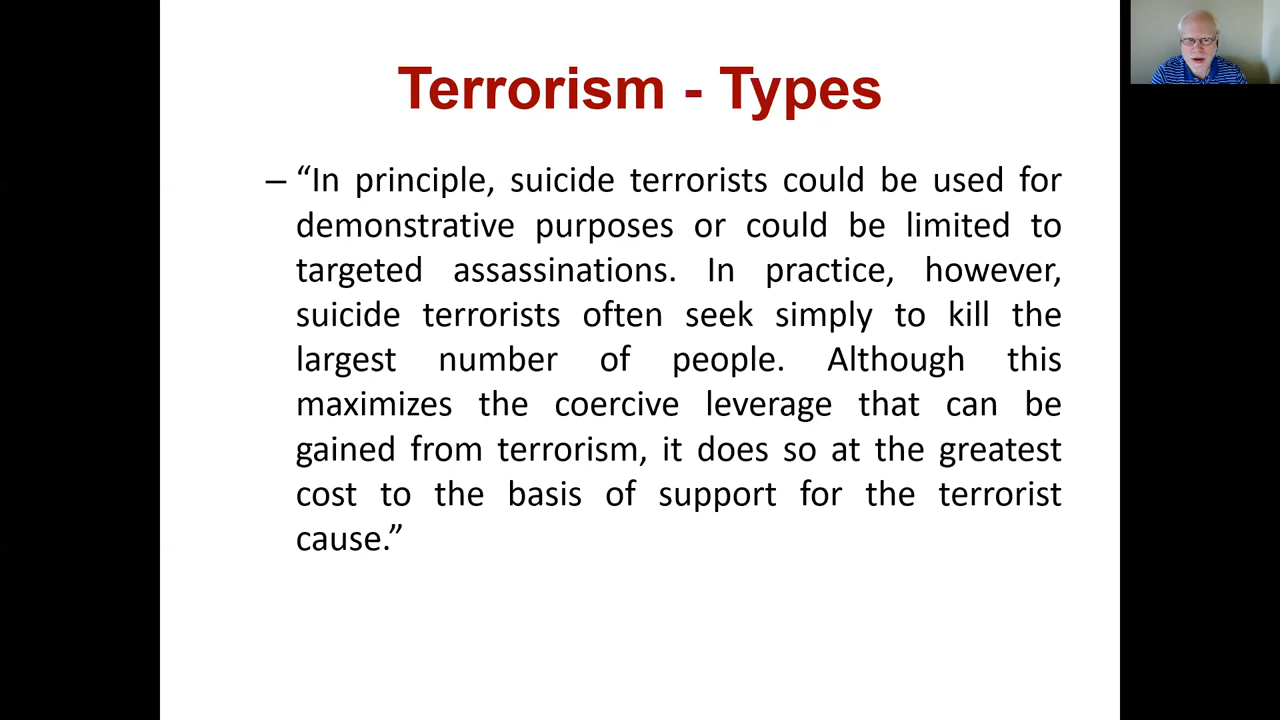 Terrorism - Types
– “In principle, suicide terrorists could be used for
demonstrative purposes or could be limited to
targeted assassinations. In practice, however,
suicide terrorists often seek simply to kill the
largest number of people. Although this
maximizes the coercive leverage that can be
gained from terrorism, it does so at the greatest
cost to the basis of support for the terrorist
cause.”